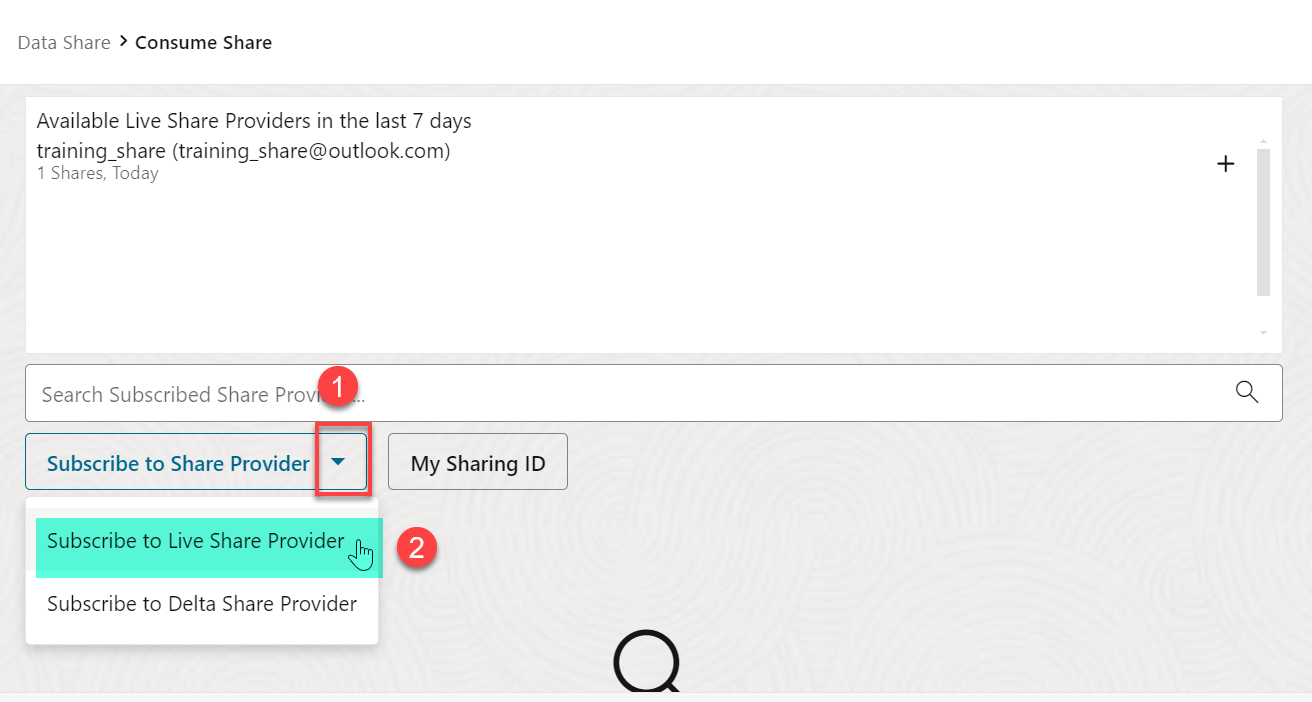 Data Share > Consume Share
Available Live Share Providers in the last 7 days
training_share (training_share@outlook.com)
1 Shares, Today
+
1
Search Subscribed Share Provi...
Subscribe to Share Provider
My Sharing ID
Subscribe to Live Share Provider
2
Subscribe to Delta Share Provider